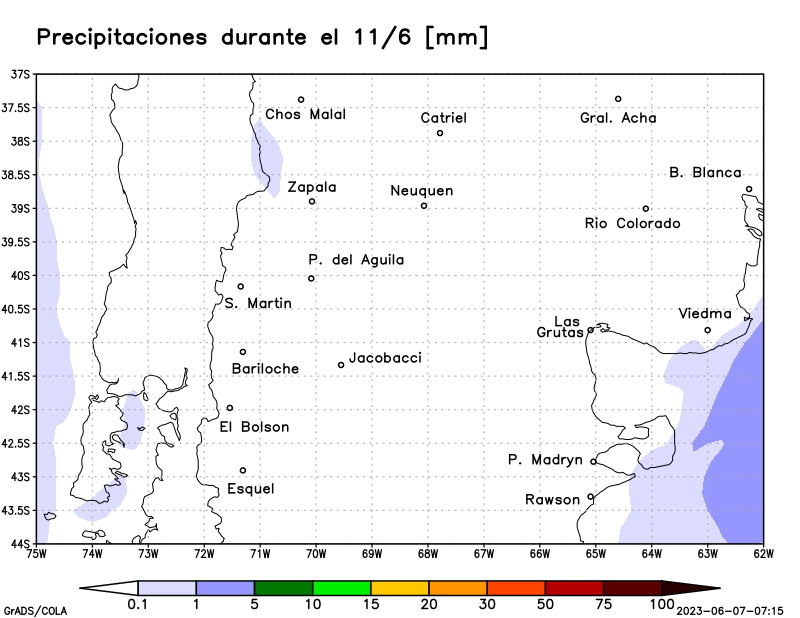 Precipitaciones durante el 11/6 [mm]
37S
37.5S
38S
38.5S
39S
39.5S
40S
40.5S
41S
41.5S
42S
42.5S
43S
43.5S
44S
Chos Malal
Catriel
Gral. Acha
B. Blanca
Zapala
Neuquen
Rio Colorado
P. del Aguila
S. Martin
Las
Grutas
Viedma
Bariloche
Jacobacci
El Bolson
P. Madryn
Esquel
Rawson
75W 74W 73W 72W 71W 70W 69W 68W 67W 66W 65W 64W 63W 62W
0.1 1 5 10 15 20 30 50 75 100
GrADS/COLA
2023-06-07-07:15